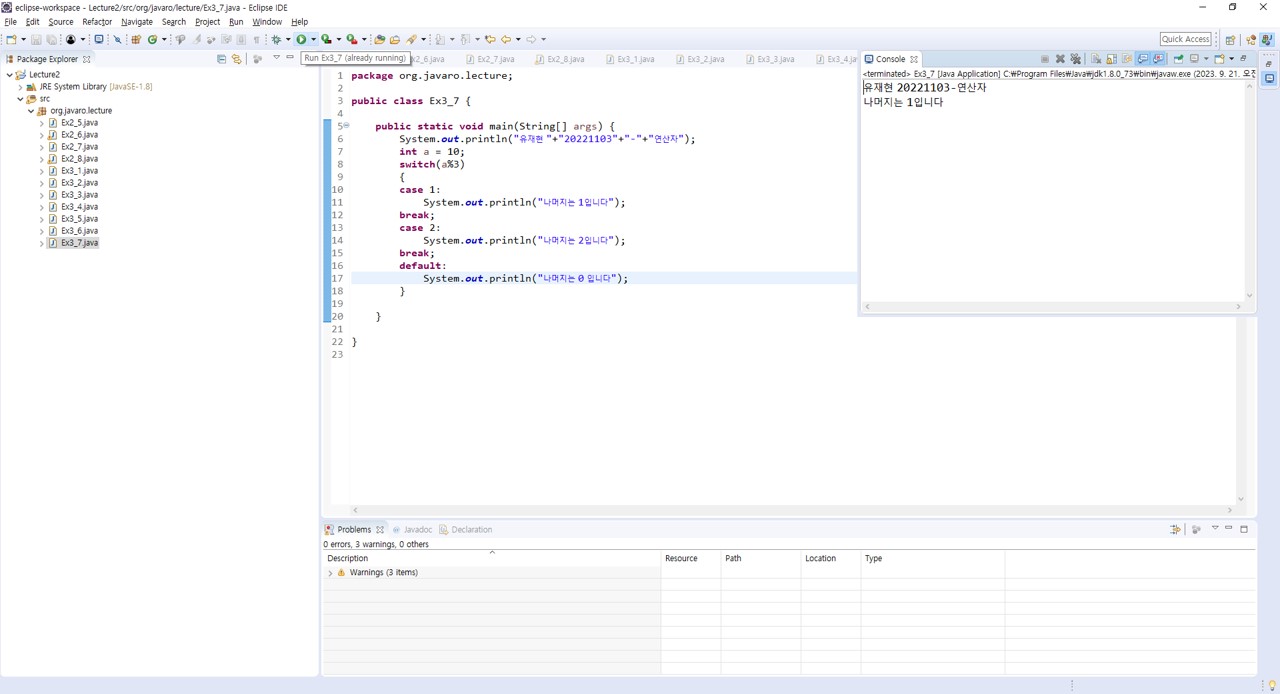 eclipse-workspace - Lecture2/src/org/javaro/lecture/Ex3_7.java - Eclipse IDE
File Edit Source Refactor Navigate Search Project Run Window Help
Quick Access
Package Explorer
Run Ex3_7 (already running)
2_6.java Ex2_7.java Ex2_8.java Ex3_1.java Ex3_2.java Ex3_3.java Ex3_4.ja
Lecture2
JRE System Library [JavaSE-1.8]
src
org.javaro.lecture
Ex2_5.java
Ex2_6.java
Ex2_7.java
Ex2_8.java
Ex3_1.java
Ex3_2.java
Ex3_3.java
Ex3_4.java
Ex3_5.java
Ex3_6.java
Ex3_7.java
1 package org.javaro.lecture;
2
3 public class Ex3_7 {
4
5 public static void main(String[] args) {
6 System.out.println("유재현 "+"20221103"+"-"+"연산자");
7 int a = 10;
8 switch(a%3)
9 {
10 case 1:
11 System.out.println("나머지는 1입니다");
12 break;
13 case 2:
14 System.out.println("나머지는 2입니다");
15 break;
16 default:
17 System.out.println("나머지는 0 입니다");
18 }
19
20 }
21
22 }
23
Console
<terminated> Ex3_7 [Java Application] C:₩Program Files₩Java₩jdk1.8.0_73₩bin₩javaw.exe (2023. 9. 21. 오전
유재현 20221103-연산자
나머지는 1입니다
Problems Javadoc Declaration
0 errors, 3 warnings, 0 others
Description Resource Path Location Type
Warnings (3 items)